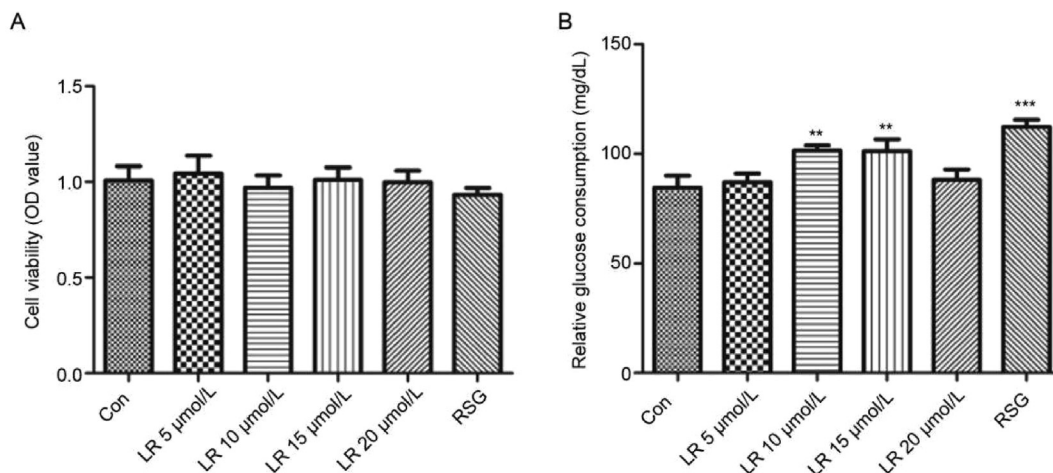 A
Cell viability (OD value)
1.5
1.0
0.5
0.0
Con
LR 5 µmol/L
LR 10 µmol/L
LR 15 µmol/L
LR 20 µmol/L
RSG
B
Relative glucose consumption (mg/dL)
150
100
50
0
**
**
***
Con
LR 5 µmol/L
LR 10 µmol/L
LR 15 µmol/L
LR 20 µmol/L
RSG